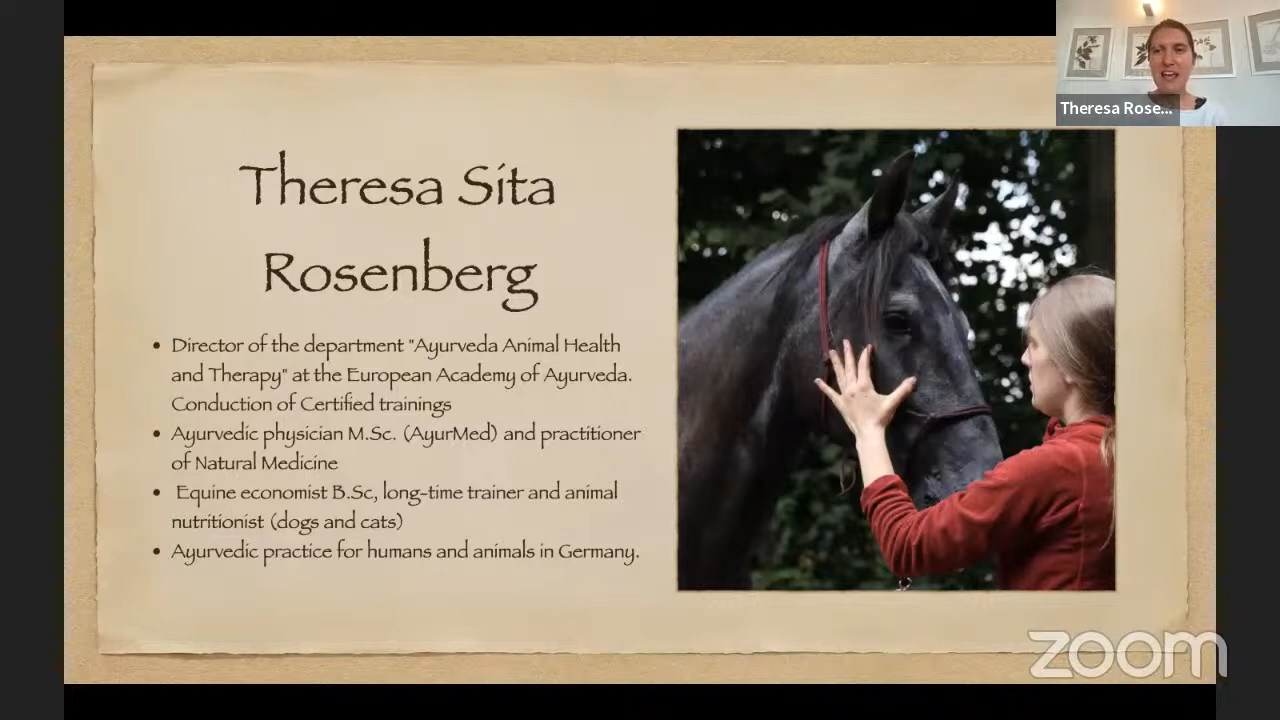 Theresa Rose...
Theresa Sita
Rosenberg
• Director of the department "Ayurveda Animal Health
and Therapy" at the European Academy of Ayurveda.
Conduction of Certified trainings
• Ayurvedic physician M.Sc. (AyurMed) and practitioner
of Natural Medicine
• Equine economist B.Sc, long-time trainer and animal
nutritionist (dogs and cats)
• Ayurvedic practice for humans and animals in Germany.
zoom